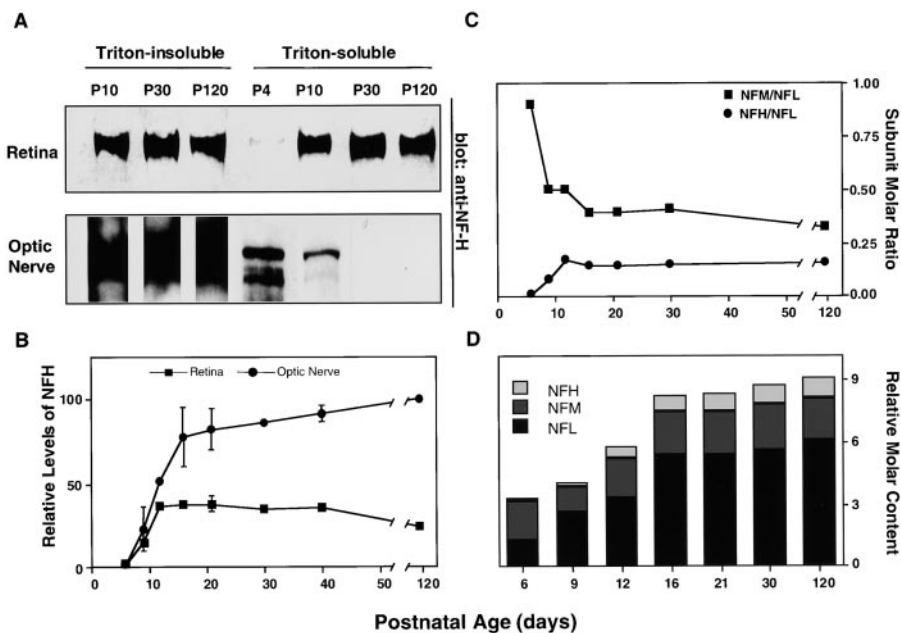 A
Triton-insoluble Triton-soluble
P10 P30 P120 P4 P10 P30 P120
Retina
Optic
Nerve
blot: anti-NF-H
B
Retina Optic Nerve
Relative Levels of NFH
100
50
0
0 10 20 30 40 50 120
C
NFM/NFL
NFH/NFL
Subunit Molar Ratio
1.00
0.75
0.50
0.25
0.00
0 10 20 30 40 50 120
D
NFH
NFM
NFL
Relative Molar Content
9
6
3
0
6 9 12 16 21 30 120
Postnatal Age (days)